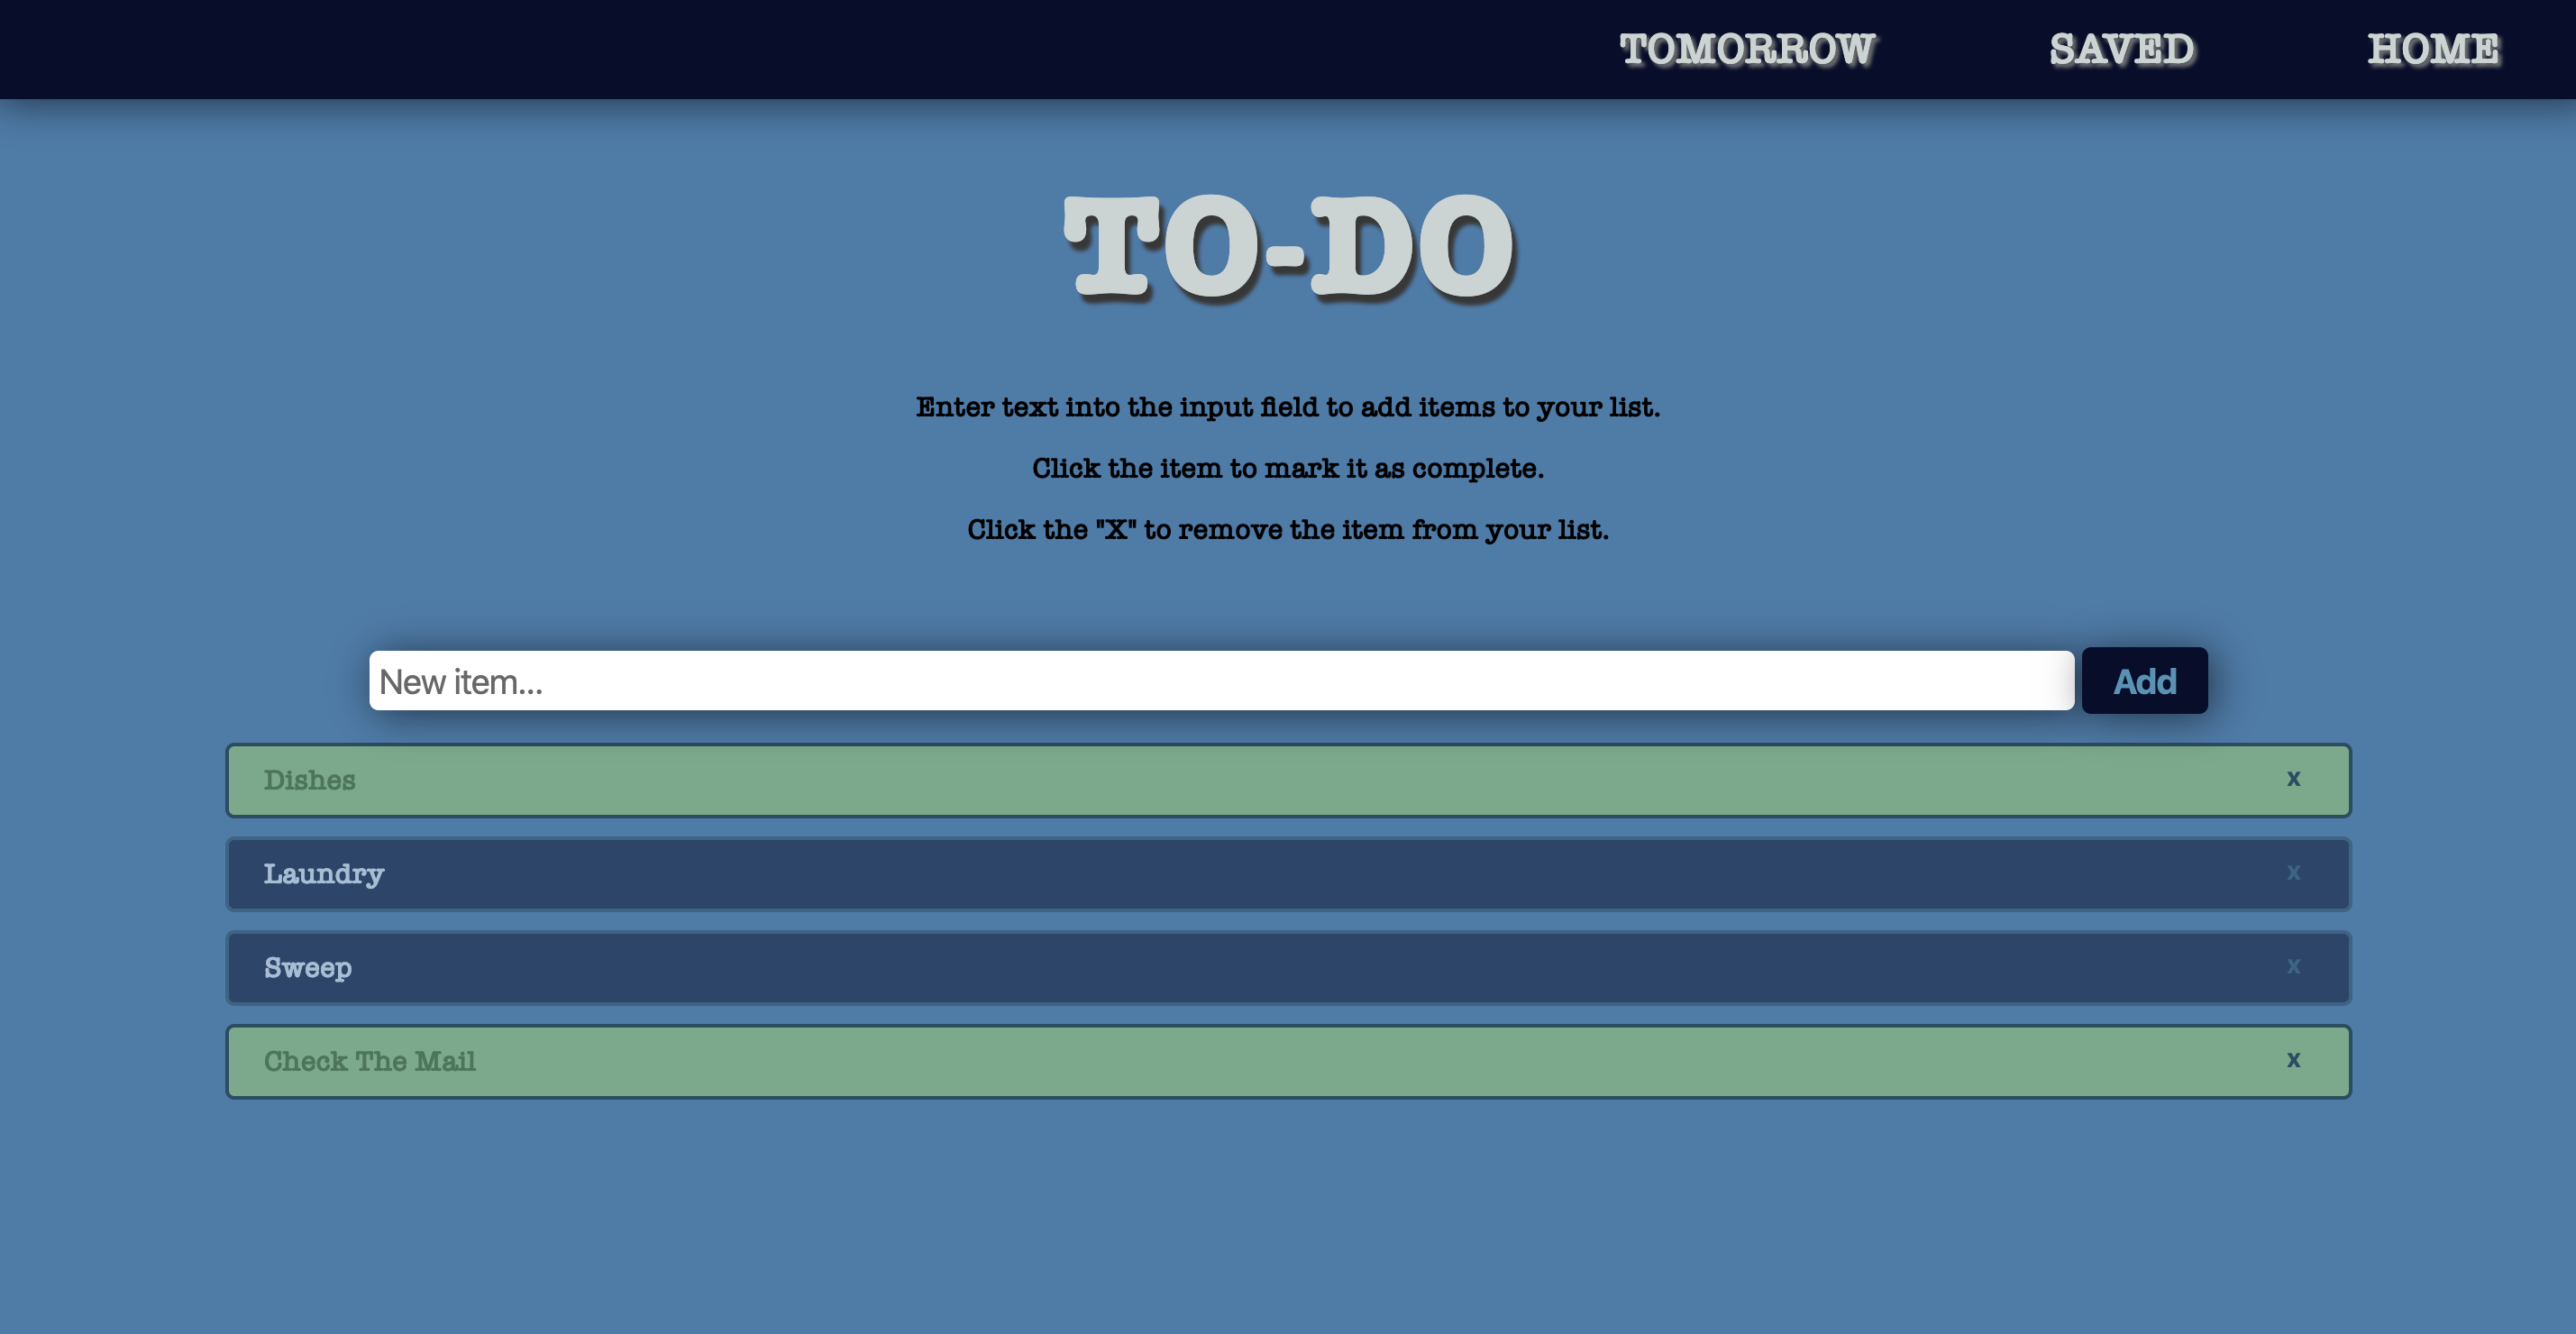 TOMORROW SAVED HOME
TO-DO
Enter text into the input field to add items to your list.
Click the item to mark it as complete.
Click the "X" to remove the item from your list.
New item... Add
Dishes x
Laundry x
Sweep x
Check The Mail x